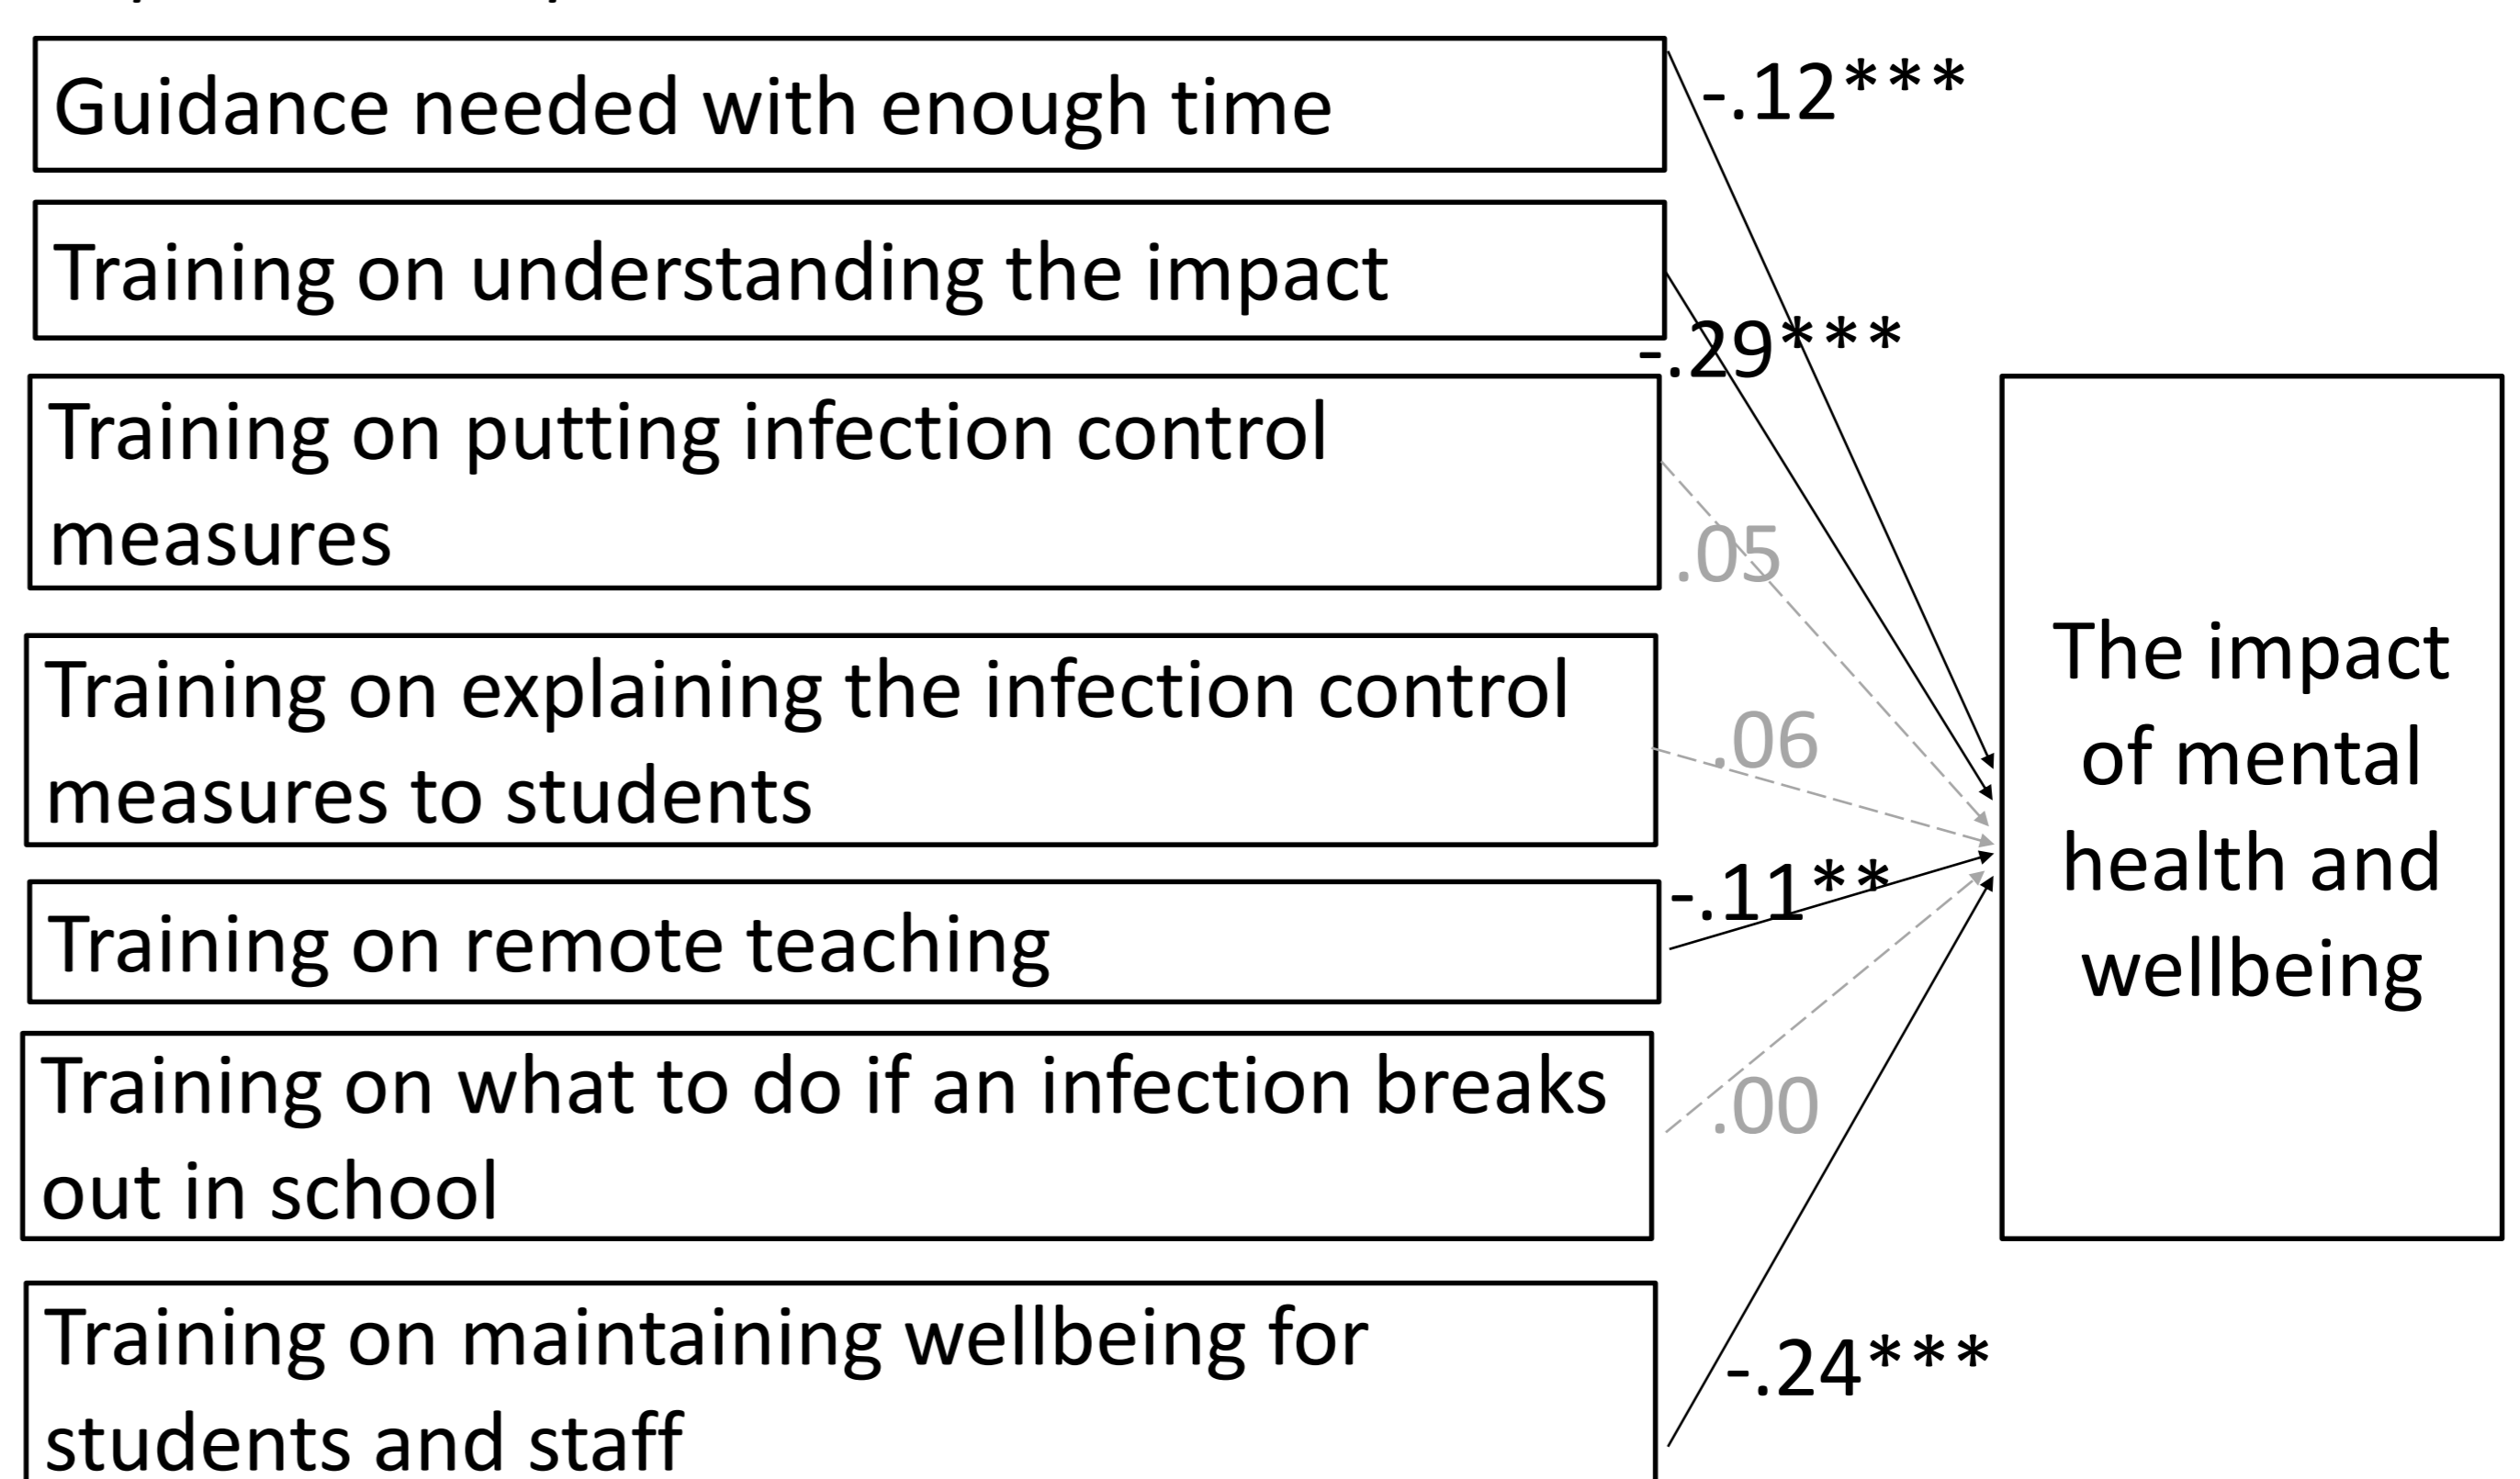 Guidance needed with enough time
-.12***
Training on understanding the impact
-.29***
Training on putting infection control
measures
.05
Training on explaining the infection control
measures to students
.06
Training on remote teaching
-.11**
Training on what to do if an infection breaks
out in school
.00
Training on maintaining wellbeing for
students and staff
-.24***
The impact
of mental
health and
wellbeing